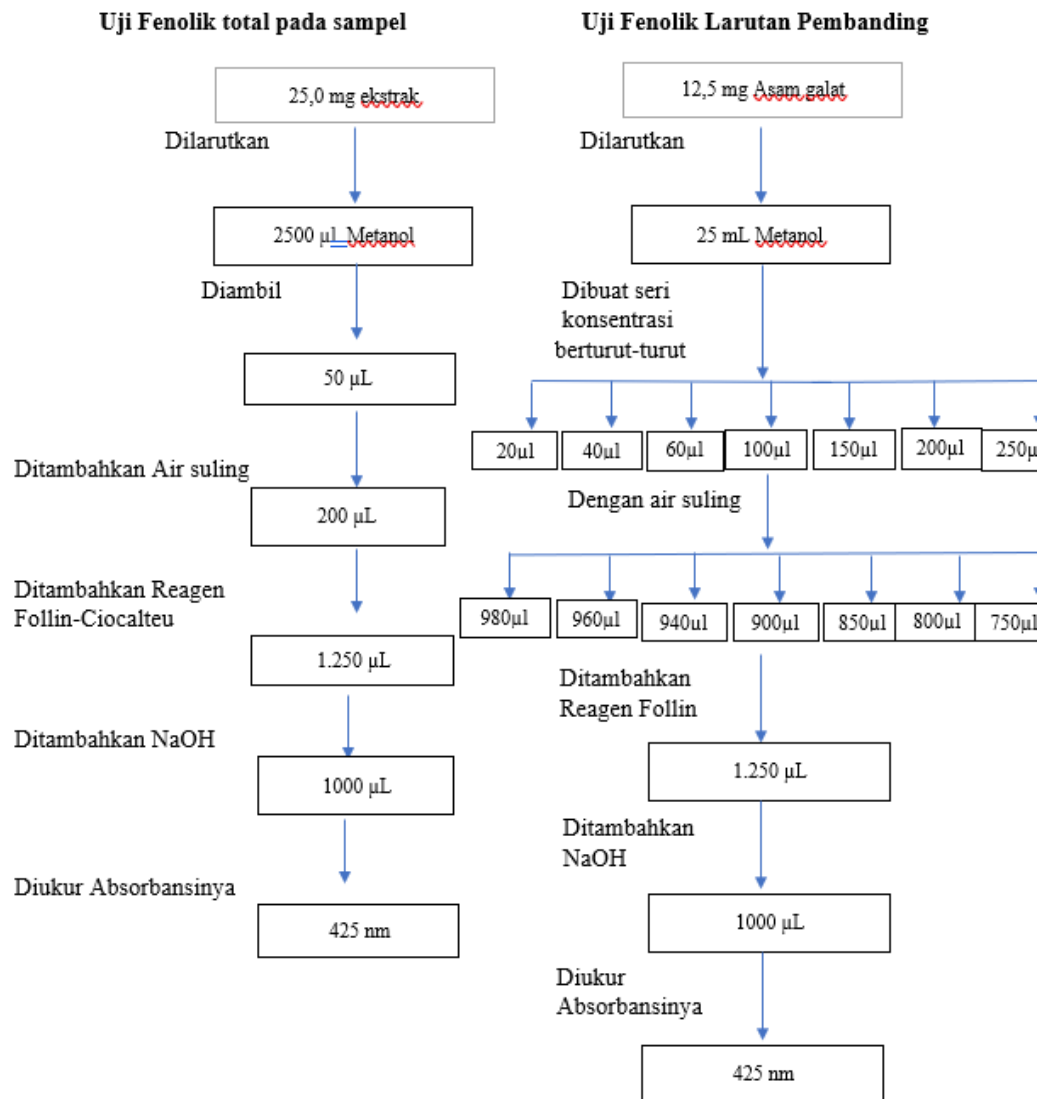 Uji Fenolik total pada sampel
25,0 mg ekstrak
Dilarutkan
2500 µl Metanol
Diambil
50 µL
Ditambahkan Air suling
200 µL
Ditambahkan Reagen
Follin-Ciocalteu
1.250 µL
Ditambahkan NaOH
1000 µL
Diukur Absorbansinya
425 nm
Uji Fenolik Larutan Pembanding
12,5 mg Asam galat
Dilarutkan
25 mL Metanol
Dibuat seri
konsentrasi
berturut-turut
20µl 40µl 60µl 100µl 150µl 200µl 250µ
Dengan air suling
980µl 960µl 940µl 900µl 850µl 800µl 750µl
Ditambahkan
Reagen Follin
1.250 µL
Ditambahkan
NaOH
1000 µL
Diukur
Absorbansinya
425 nm